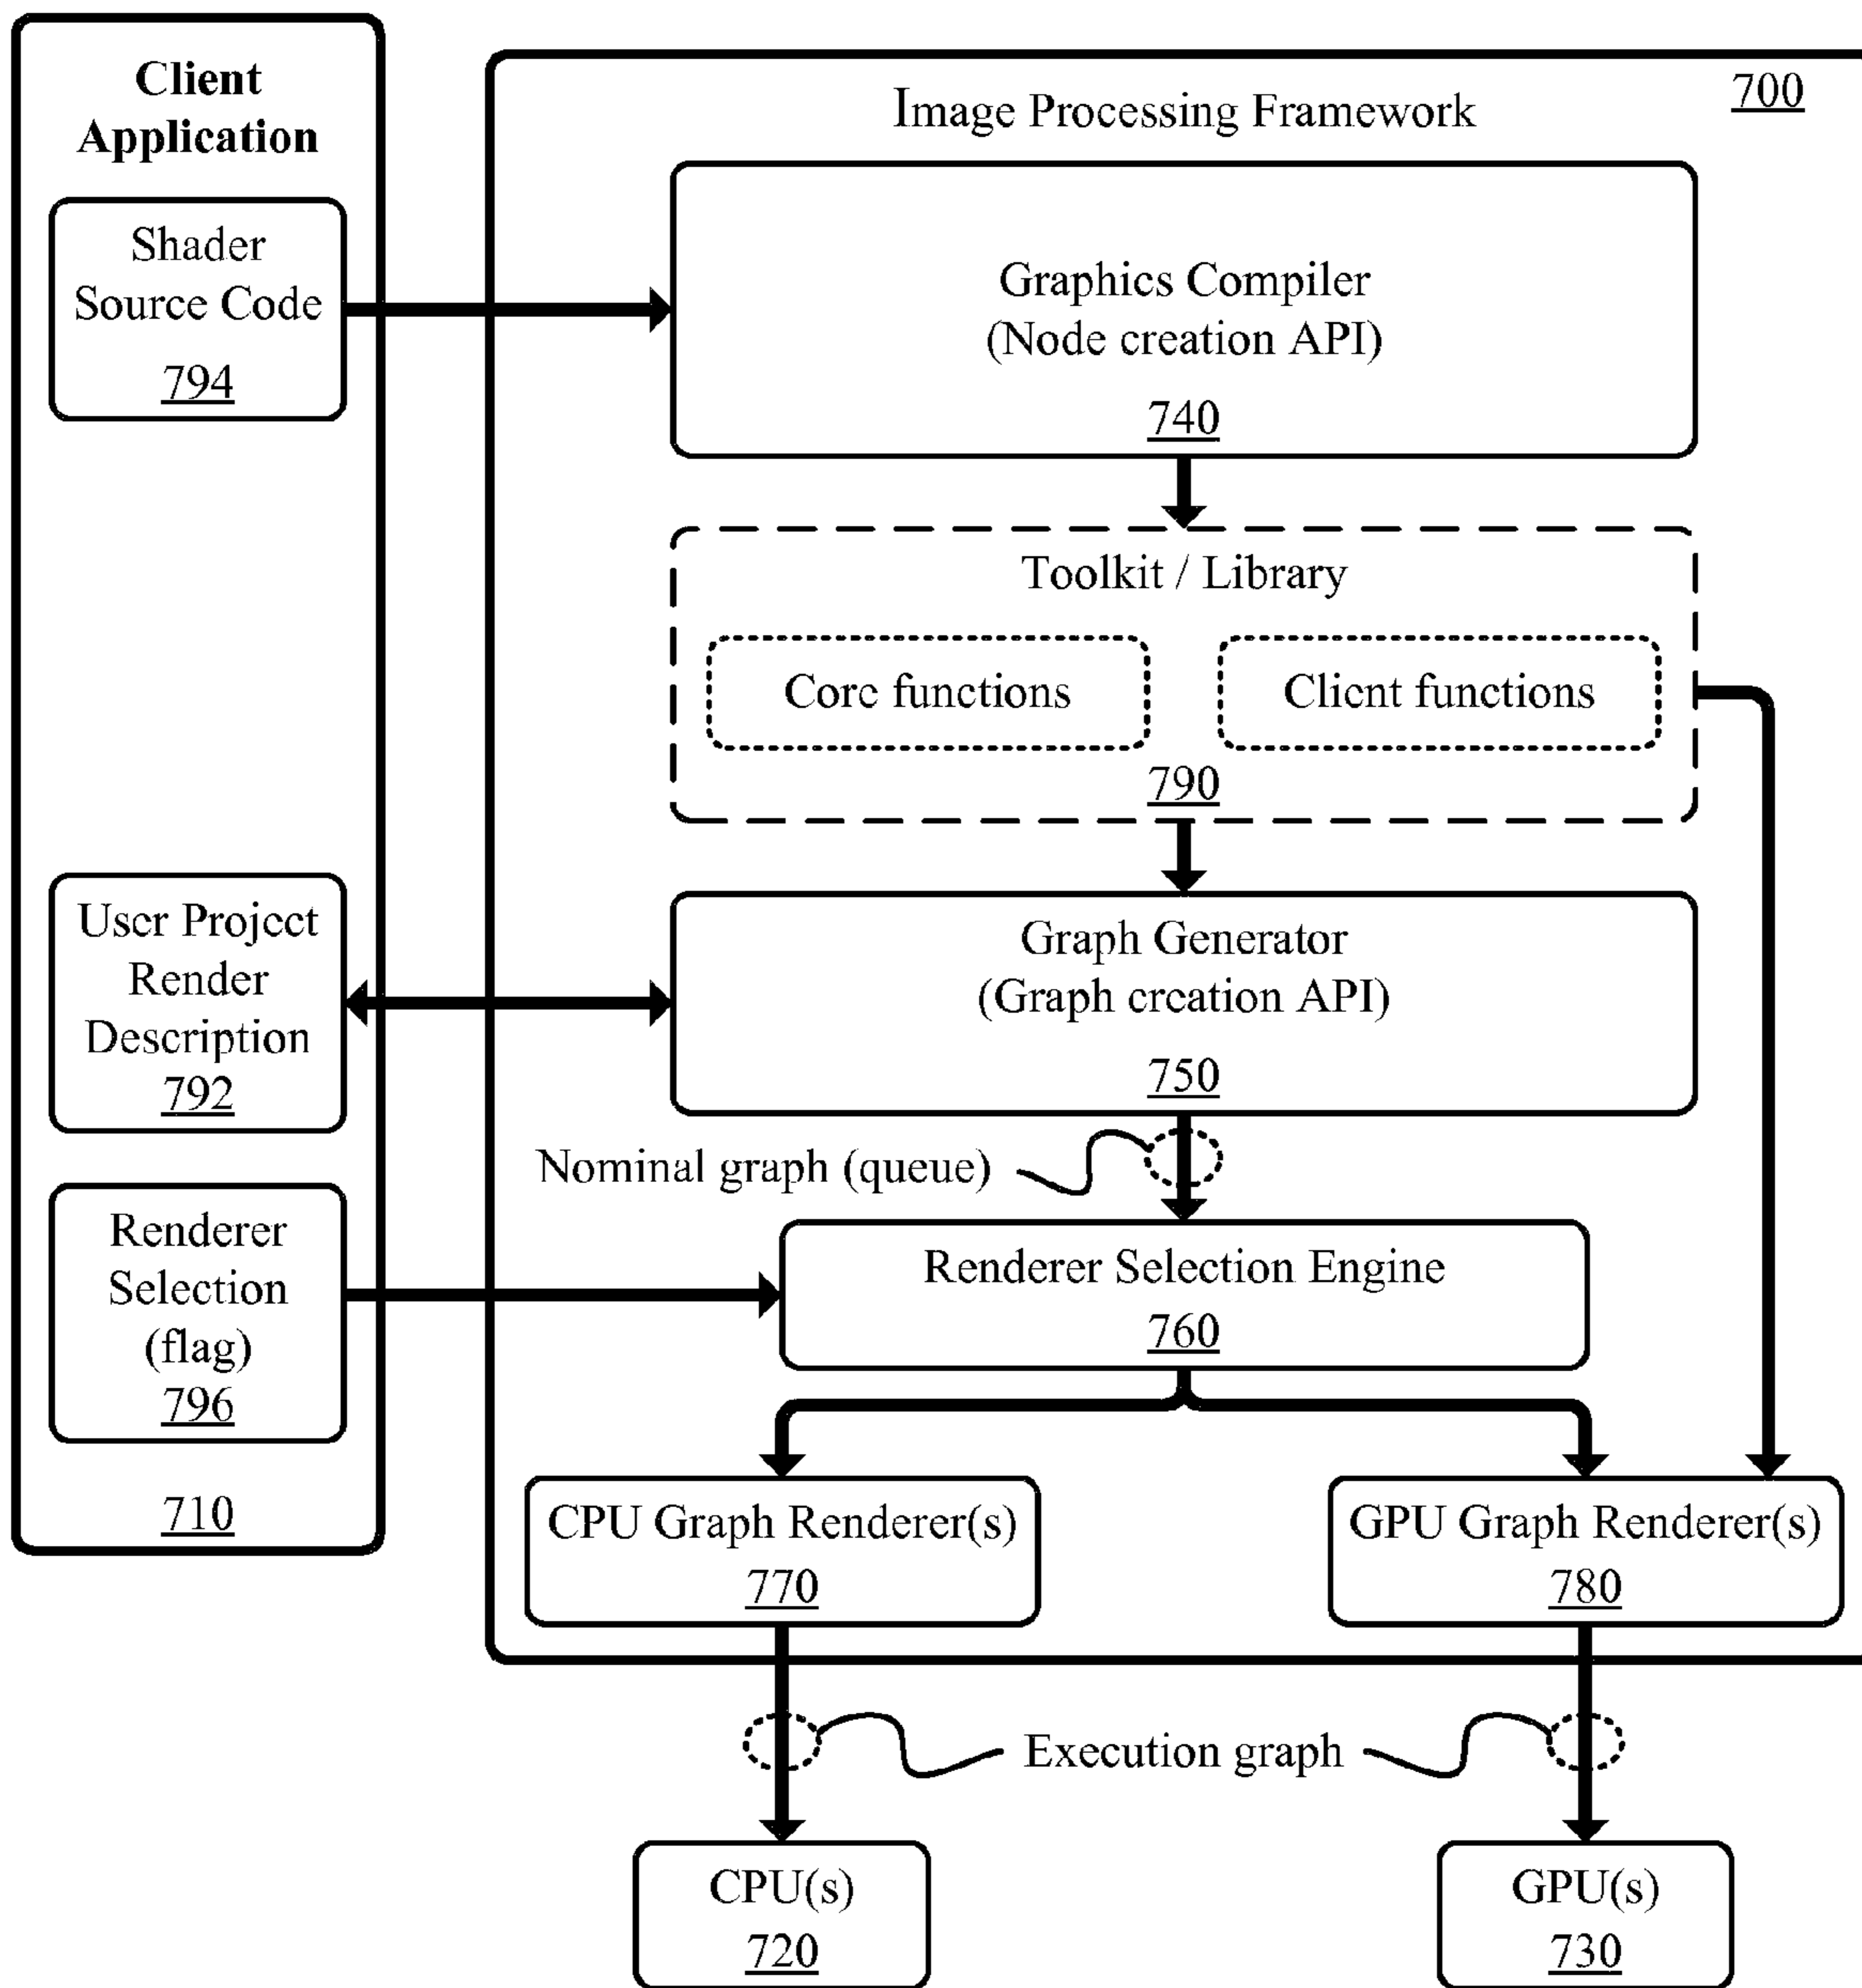 Client
Application
Shader
Source Code
794
User Project
Render
Description
792
Renderer
Selection
(flag)
796
710
Image Processing Framework
700
Graphics Compiler
(Node creation API)
740
Toolkit / Library
Core functions
Client functions
790
Graph Generator
(Graph creation API)
750
Nominal graph (queue)
Renderer Selection Engine
760
CPU Graph Renderer(s)
770
GPU Graph Renderer(s)
780
Execution graph
CPU(s)
720
GPU(s)
730